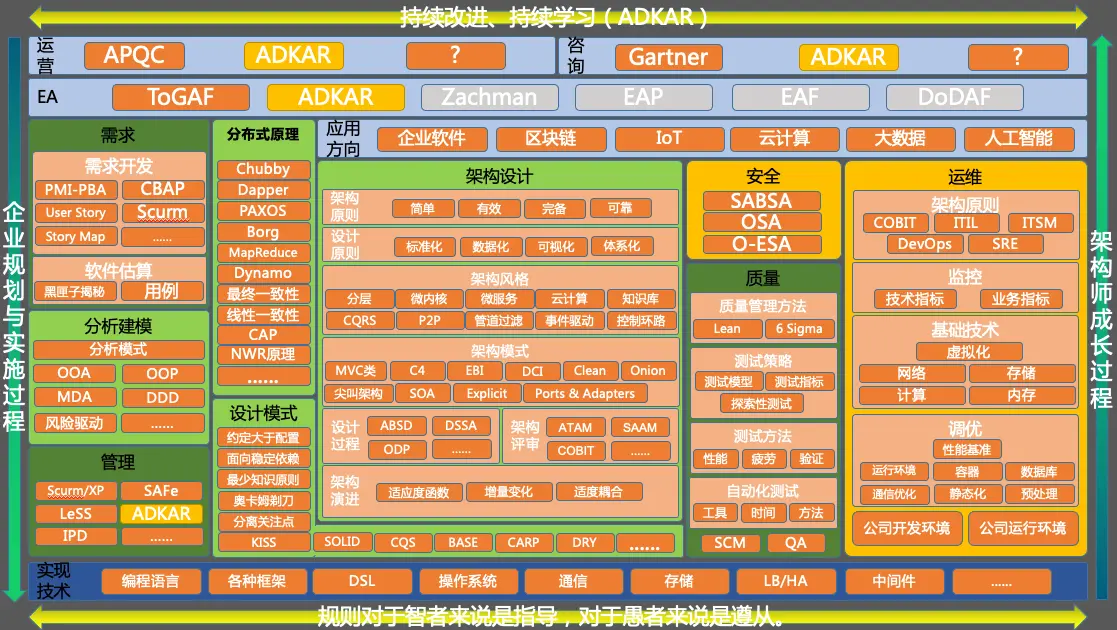 持续改进、持续学习（ADKAR）
运营 APQC ADKAR ?
咨询 Gartner ADKAR ?
EA ToGAF ADKAR Zachman EAP EAF DoDAF
企业规划与实施过程
需求
需求开发
PMI-PBA CBAP
User Story Scurm
Story Map ......
软件估算
黑匣子揭秘 用例
分析建模
分析模式
OOA OOP
MDA DDD
风险驱动 ......
管理
Scurm/XP SAFe
LeSS ADKAR
IPD ......
分布式原理
Chubby
Dapper
PAXOS
Borg
MapReduce
Dynamo
最终一致性
线性一致性
CAP
NWR原理
......
设计模式
约定大于配置
面向稳定依赖
最少知识原则
奥卡姆剃刀
分离关注点
KISS SOLID CQS BASE CARP DRY ......
应用方向 企业软件 区块链 IoT 云计算 大数据 人工智能
架构设计
架构原则 简单 有效 完备 可靠
设计原则 标准化 数据化 可视化 体系化
架构风格
分层 微内核 微服务 云计算 知识库
CQRS P2P 管道过滤 事件驱动 控制环路
架构模式
MVC类 C4 EBI DCI Clean Onion
尖叫架构 SOA Explicit Ports & Adapters
设计过程 ABSD DSSA
ODP ......
架构评审 ATAM SAAM
COBIT ......
架构演进 适应度函数 增量变化 适度耦合
安全
SABSA
OSA
O-ESA
质量
质量管理方法
Lean 6 Sigma
测试策略
测试模型 测试指标
探索性测试
测试方法
性能 疲劳 验证
自动化测试
工具 时间 方法
SCM QA
运维
架构原则
COBIT ITIL ITSM
DevOps SRE
监控
技术指标 业务指标
基础技术
虚拟化
网络 存储
计算 内存
调优
性能基准
运行环境 容器 数据库
通信优化 静态化 预处理
公司开发环境 公司运行环境
架构师成长过程
实现技术 编程语言 各种框架 DSL 操作系统 通信 存储 LB/HA 中间件 ......
规则对于智者来说是指导，对于愚者来说是遵从。